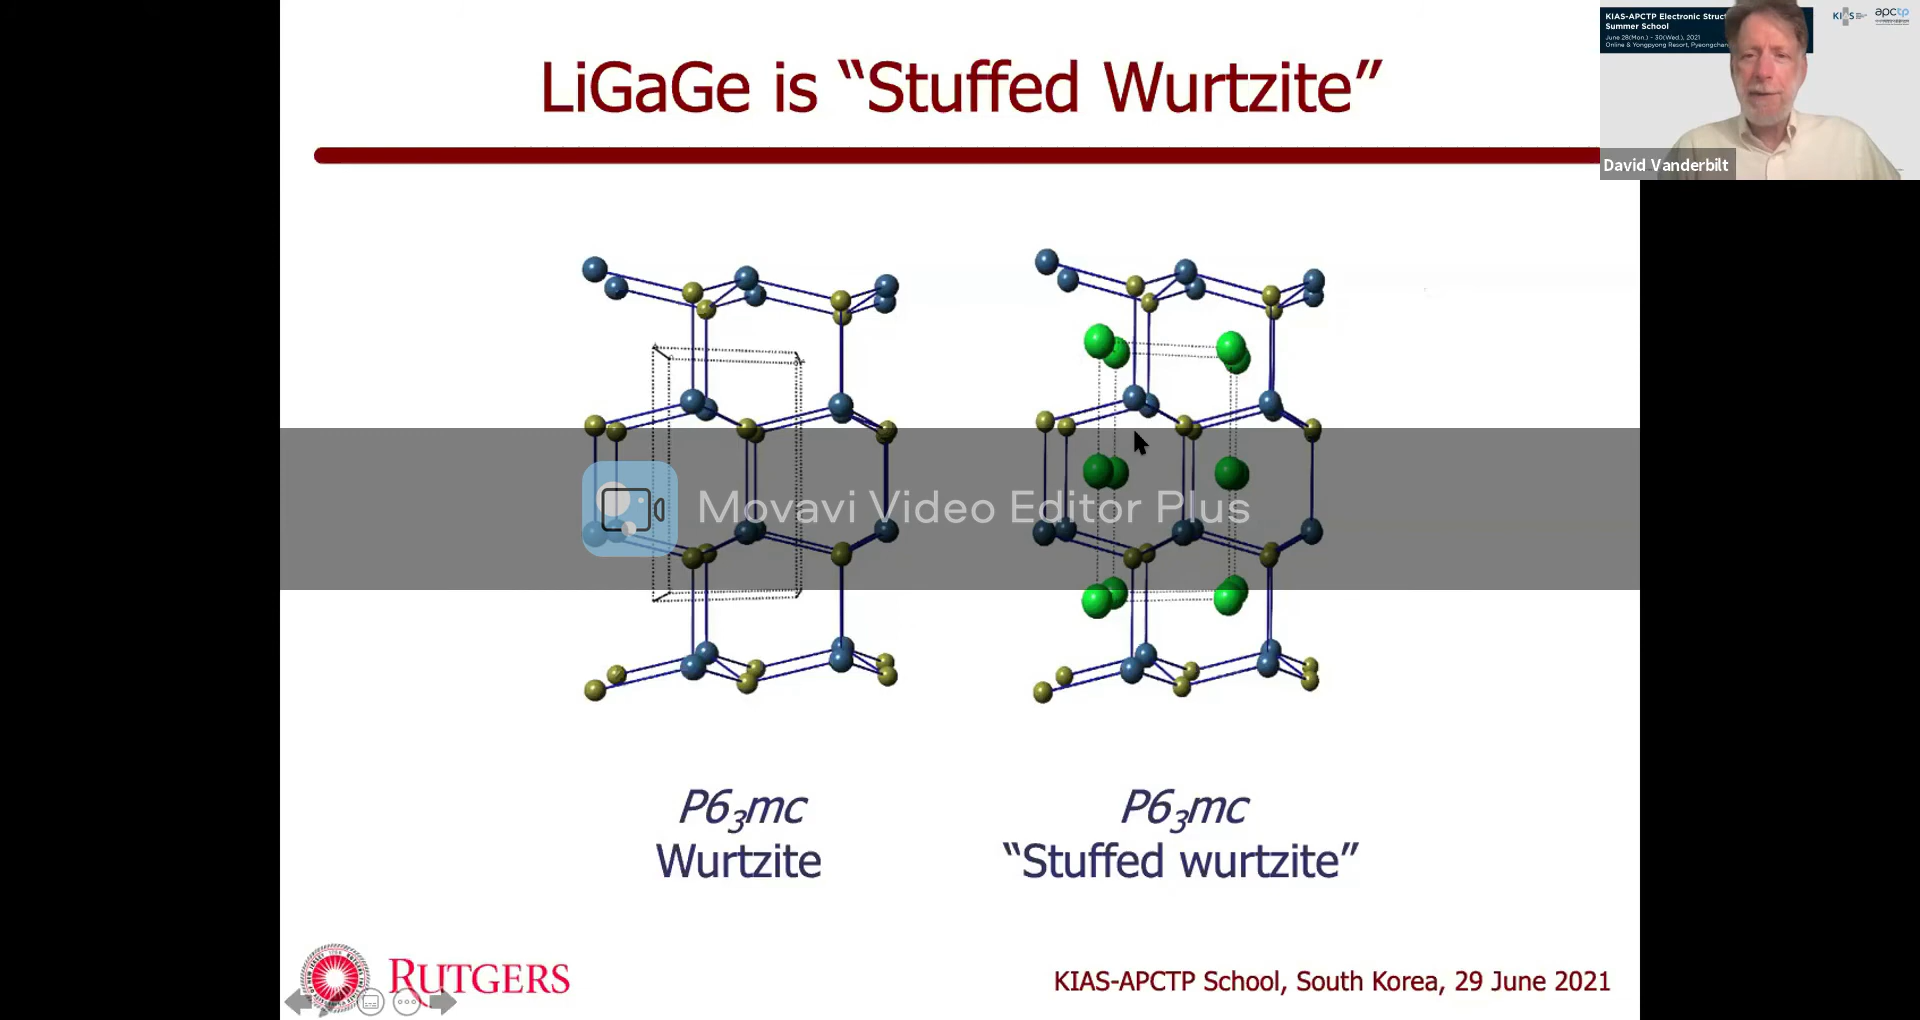 LiGaGe is “Stuffed Wurtzite”
KIAS-APCTP Electronic Struct
Summer School
June 28(Mon.) - 30(Wed.), 2021
Online & Yongpyong Resort, Pyeongchan
KIAS
apctp
David Vanderbilt
Movavi Video Editor Plus
P6₃mc
Wurtzite
P6₃mc
“Stuffed wurtzite”
RUTGERS
KIAS-APCTP School, South Korea, 29 June 2021